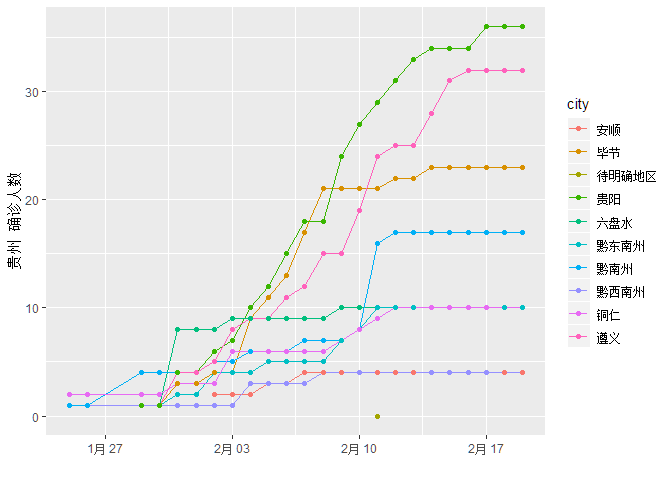 贵州 确诊人数
30
20
10
0
1月 27
2月 03
2月 10
2月 17
city
安顺
毕节
待明确地区
贵阳
六盘水
黔东南州
黔南州
黔西南州
铜仁
遵义